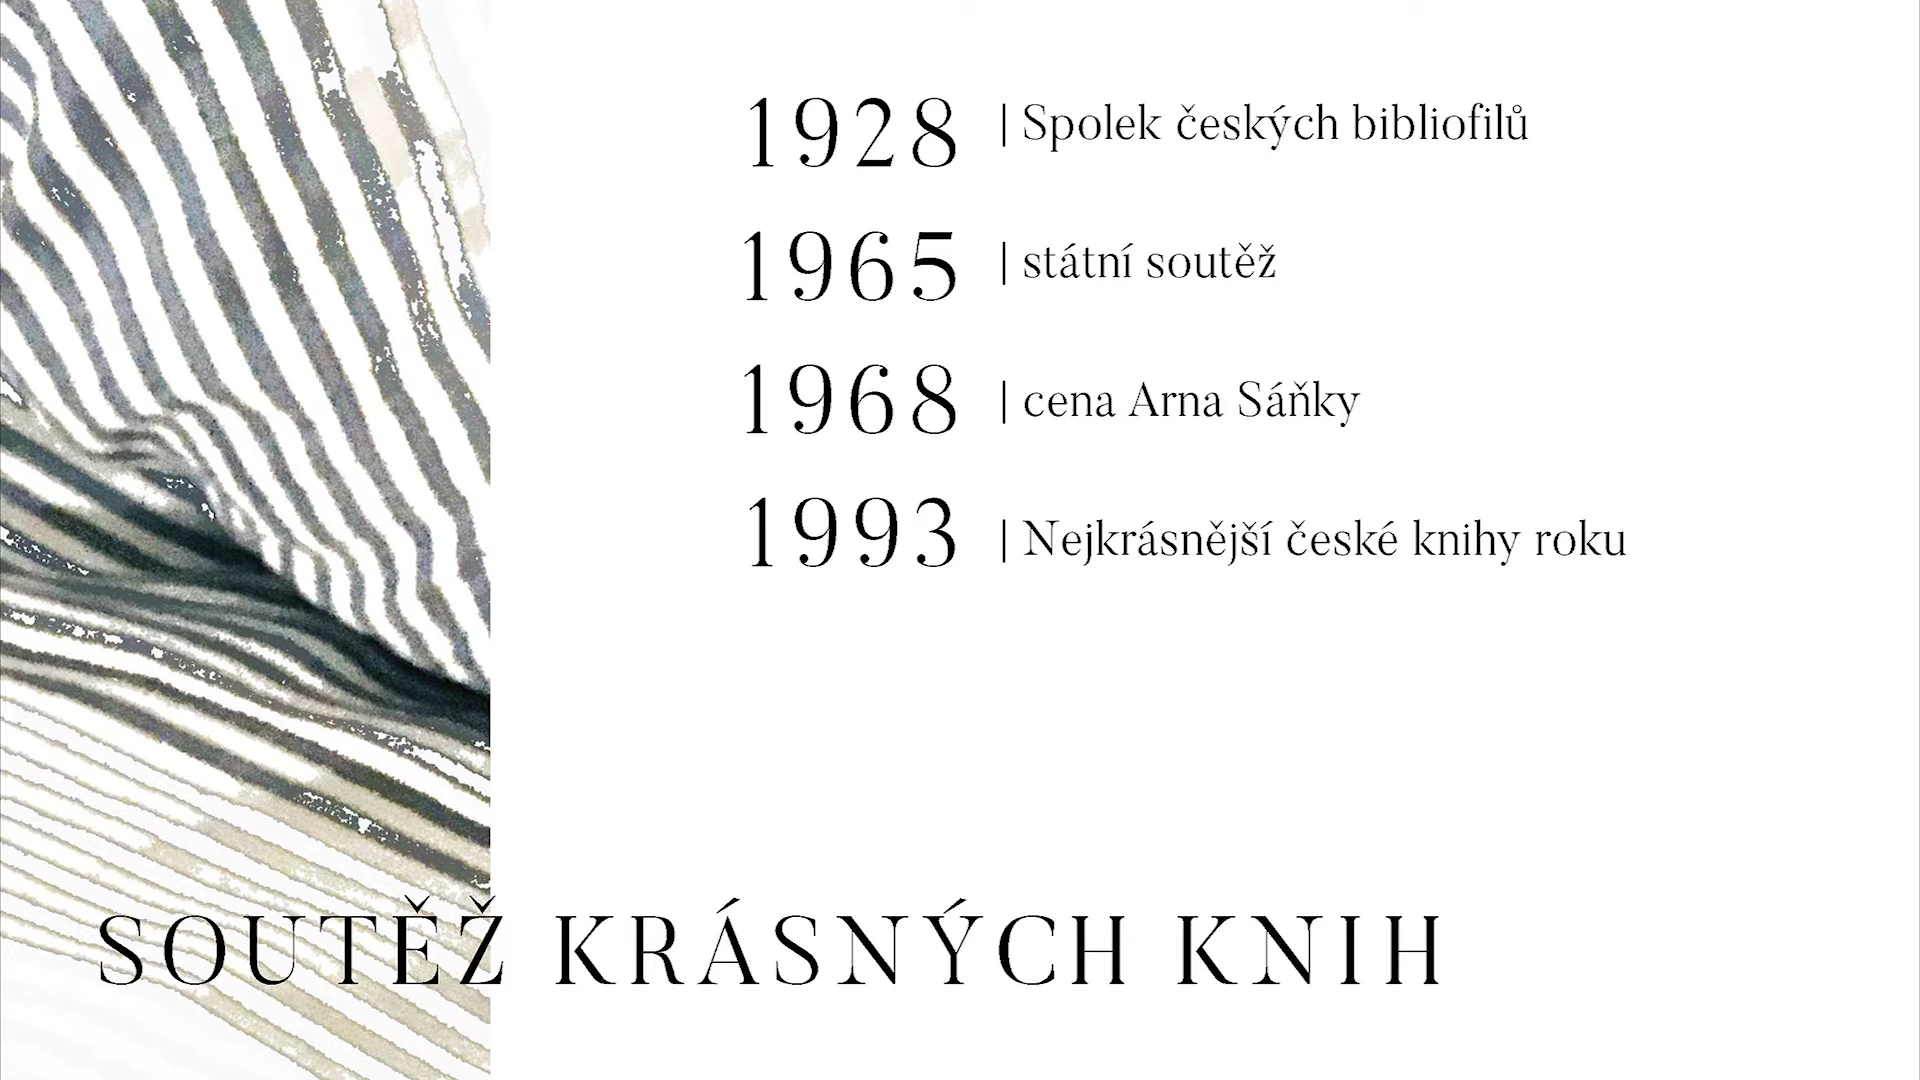 1928 | Spolek českých bibliofilů
1965 | státní soutěž
1968 | cena Arna Sáňky
1993 | Nejkrásnější české knihy roku
SOUTĚŽ KRÁSNÝCH KNIH